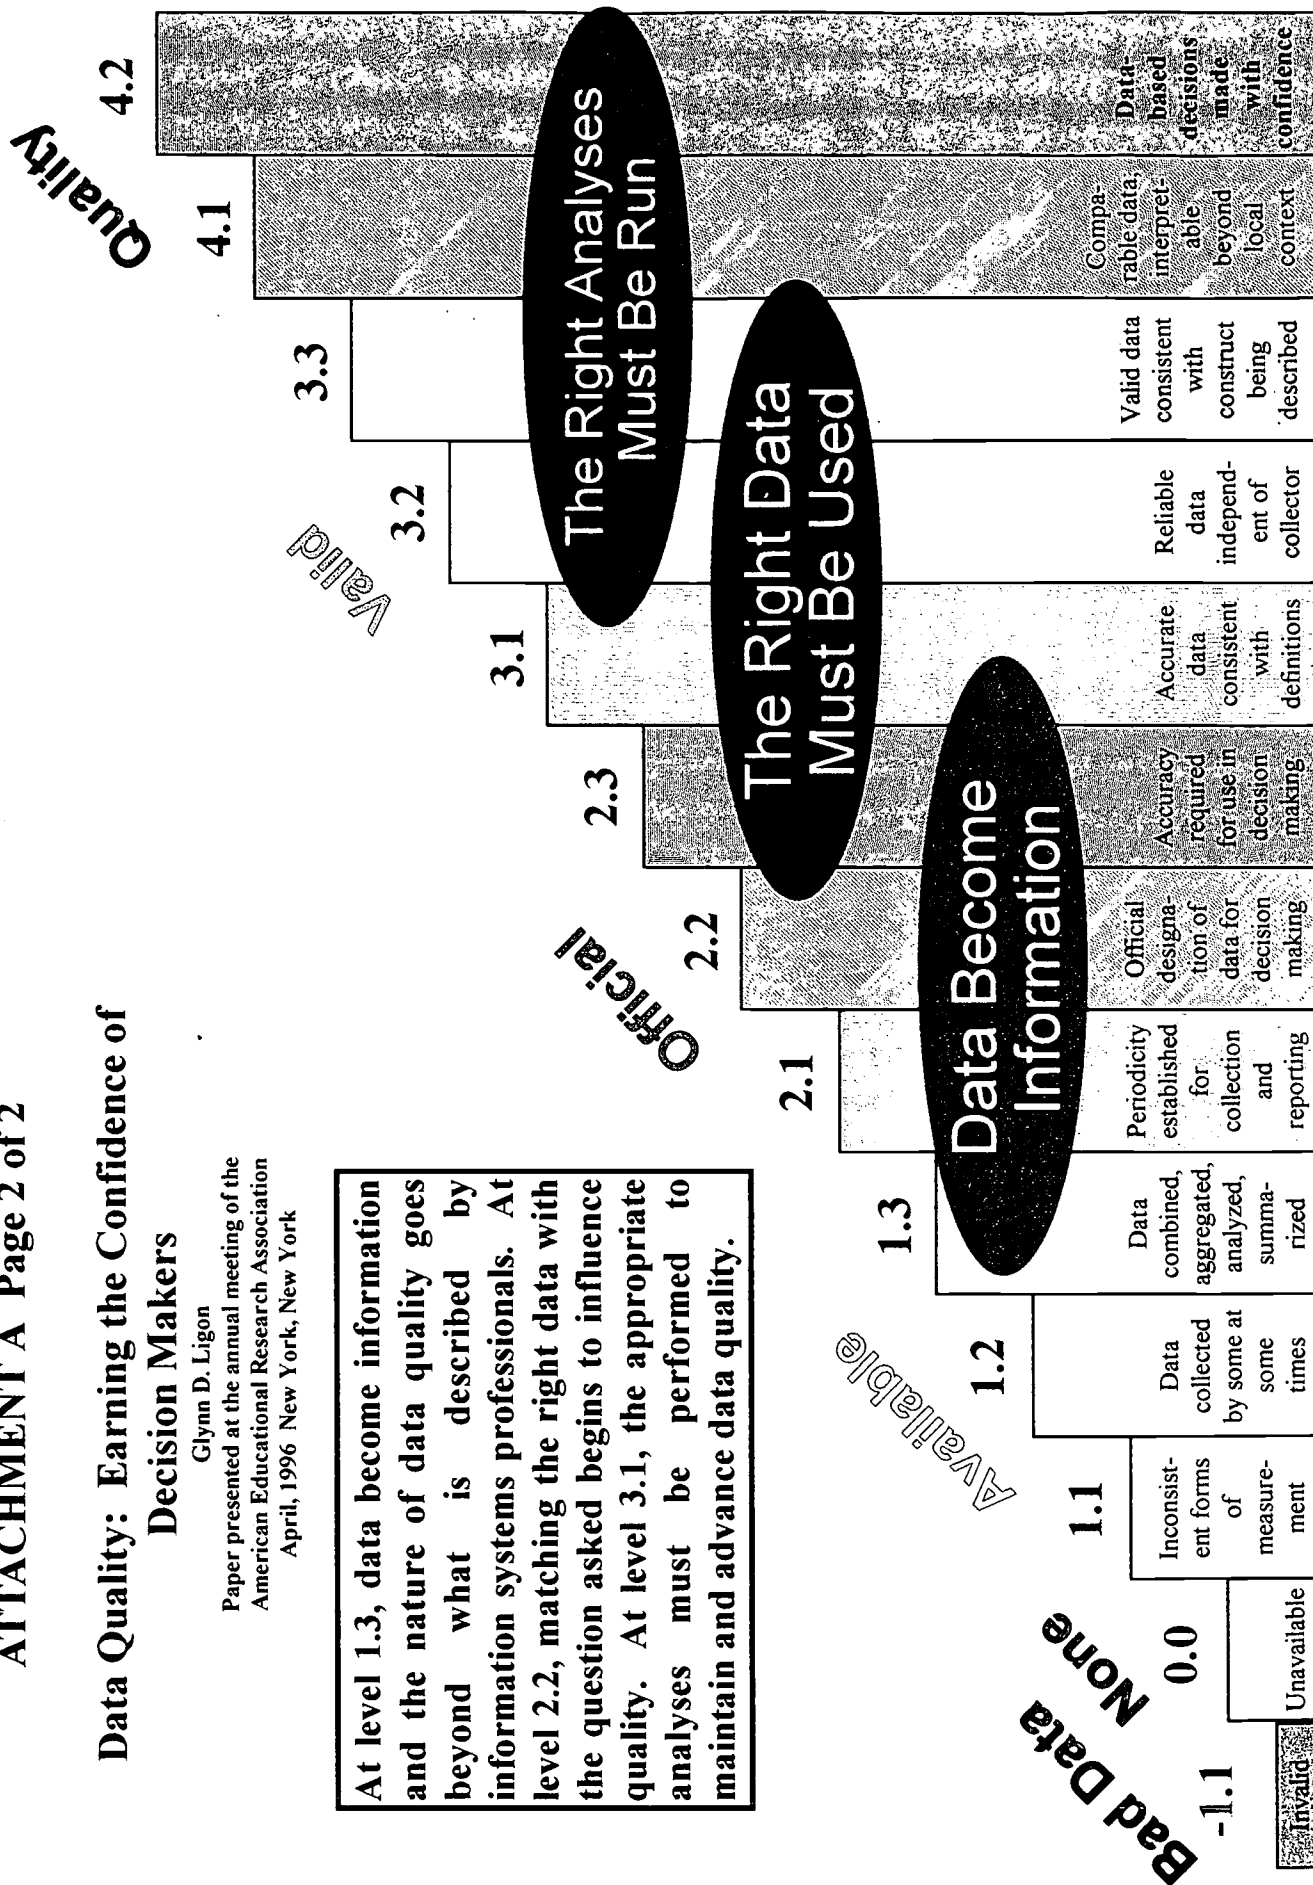 ATTACHMENT A Page 2 of 2
Data Quality: Earning the Confidence of
Decision Makers
Glynn D. Ligon
Paper presented at the annual meeting of the
American Educational Research Association
April, 1996 New York, New York
At level 1.3, data become information
and the nature of data quality goes
beyond what is described by
information systems professionals. At
level 2.2, matching the right data with
the question asked begins to influence
quality. At level 3.1, the appropriate
analyses must be performed to
maintain and advance data quality.
Bad Data
-1.1
Invalid
None
0.0
Unavailable
Available
1.1
Inconsist-
ent forms
of
measure-
ment
1.2
Data
collected
by some at
some
times
1.3
Data
combined,
aggregated,
analyzed,
summa-
rized
Official
2.1
Periodicity
established
for
collection
and
reporting
2.2
Official
designa-
tion of
data for
decision
making
2.3
Accuracy
required
for use in
decision
making
Valid
3.1
Accurate
data
consistent
with
definitions
3.2
Reliable
data
independ-
ent of
collector
3.3
Valid data
consistent
with
construct
being
described
Quality
4.1
Compa-
rable data,
interpret-
able
beyond
local
context
4.2
Data-
based
decisions
made
with
confidence
Data Become
Information
The Right Data
Must Be Used
The Right Analyses
Must Be Run